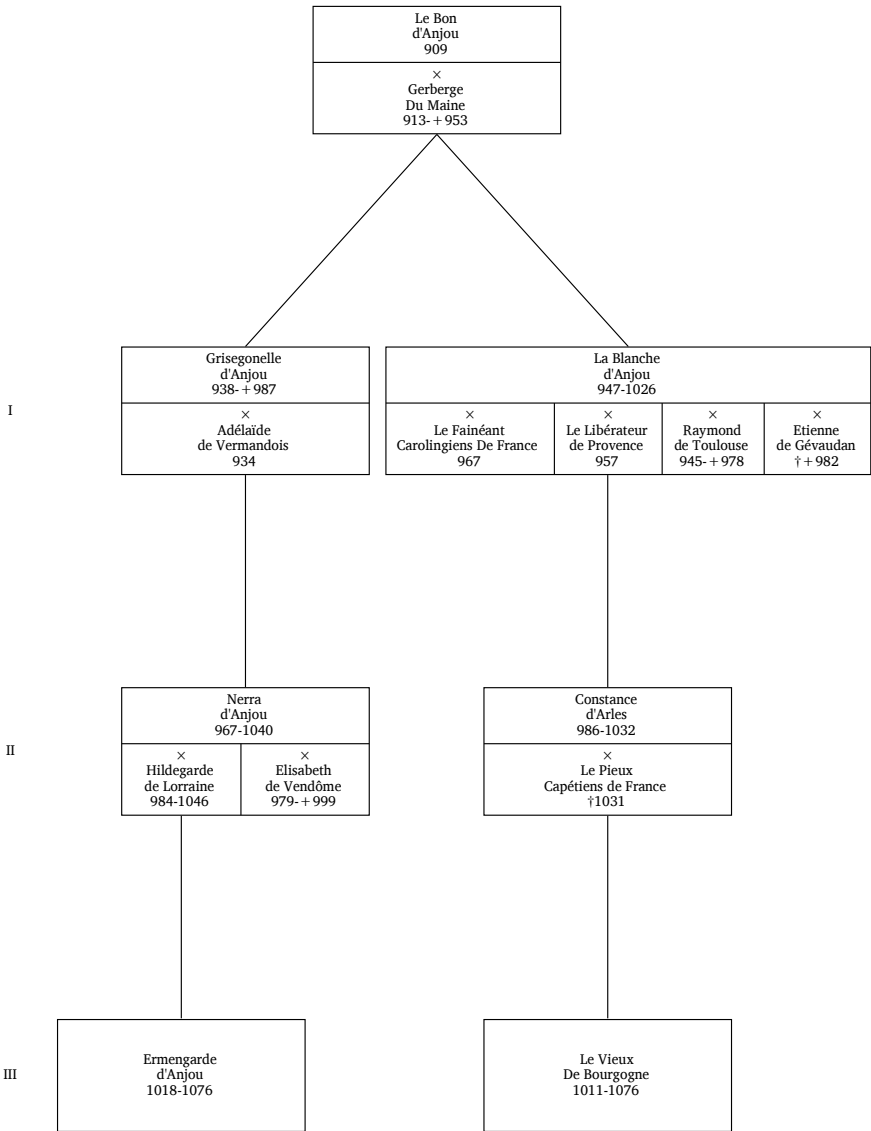 Le Bon
d'Anjou
909
×
Gerberge
Du Maine
913-+953
I
Grisegonelle
d'Anjou
938-+987
×
Adélaïde
de Vermandois
934
La Blanche
d'Anjou
947-1026
×
Le Fainéant
Carolingiens De France
967
×
Le Libérateur
de Provence
957
×
Raymond
de Toulouse
945-+978
×
Etienne
de Gévaudan
†+982
II
Nerra
d'Anjou
967-1040
×
Hildegarde
de Lorraine
984-1046
×
Elisabeth
de Vendôme
979-+999
Constance
d'Arles
986-1032
×
Le Pieux
Capétiens de France
†1031
III
Ermengarde
d'Anjou
1018-1076
Le Vieux
De Bourgogne
1011-1076